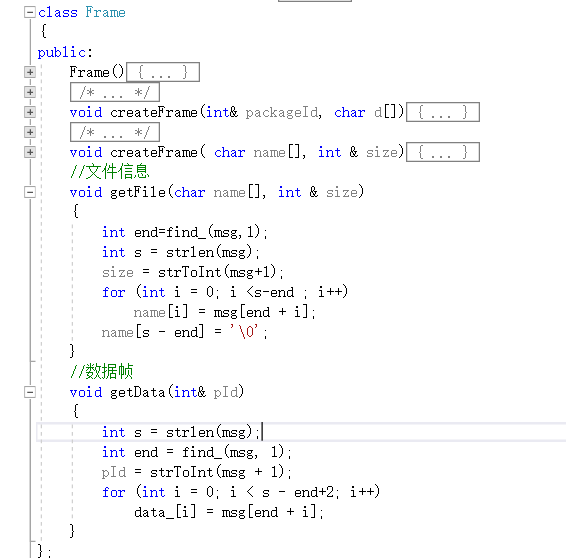 class Frame
{
public:
Frame() { ... }
/* ... */
void createFrame(int& packageId, char d[]) { ... }
/* ... */
void createFrame( char name[], int & size) { ... }
//文件信息
void getFile(char name[], int & size)
{
int end=find_(msg,1);
int s = strlen(msg);
size = strToInt(msg+1);
for (int i = 0; i <s-end ; i++)
name[i] = msg[end + i];
name[s - end] = '\0';
}
//数据帧
void getData(int& pId)
{
int s = strlen(msg);
int end = find_(msg, 1);
pId = strToInt(msg + 1);
for (int i = 0; i < s - end+2; i++)
data_[i] = msg[end + i];
}
};